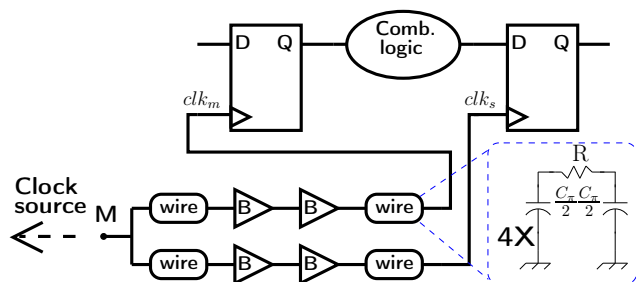 D Q Comb. logic D Q
clk_m clk_s
R
C_π/2 C_π/2
4X
Clock source
M
wire B B wire
wire B B wire